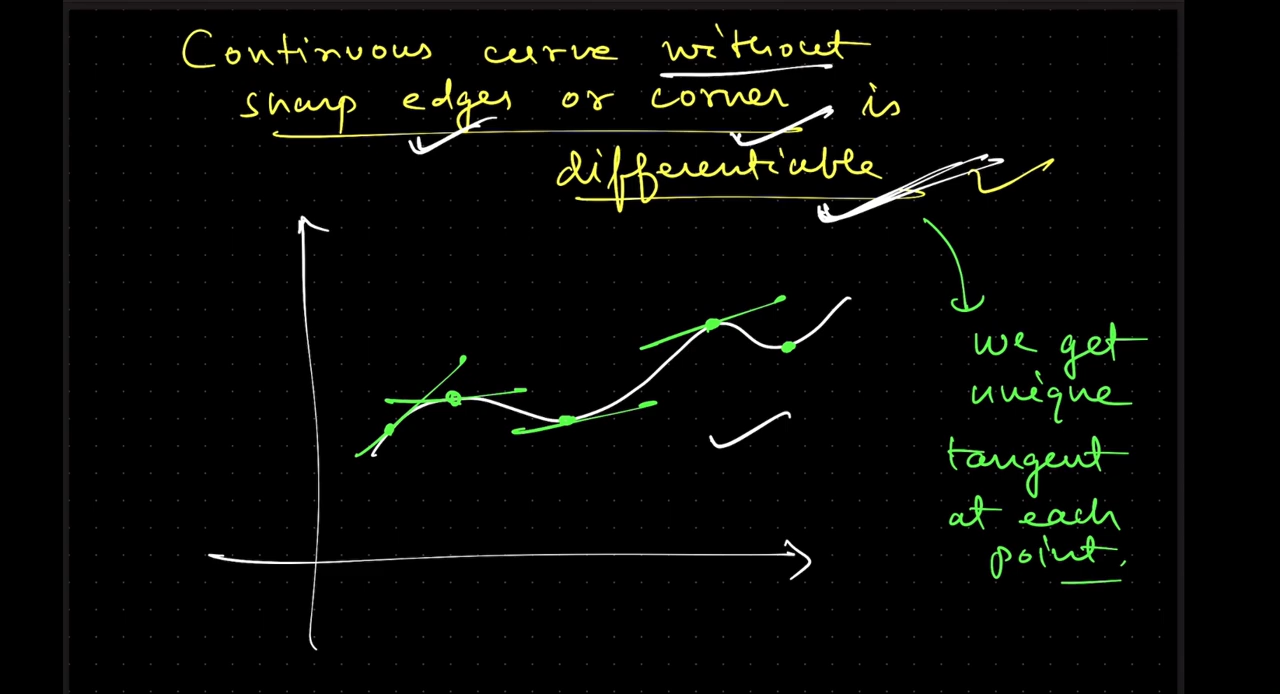 Continuous curve without
sharp edges or corner is
differentiable
we get
unique
tangent
at each
point.